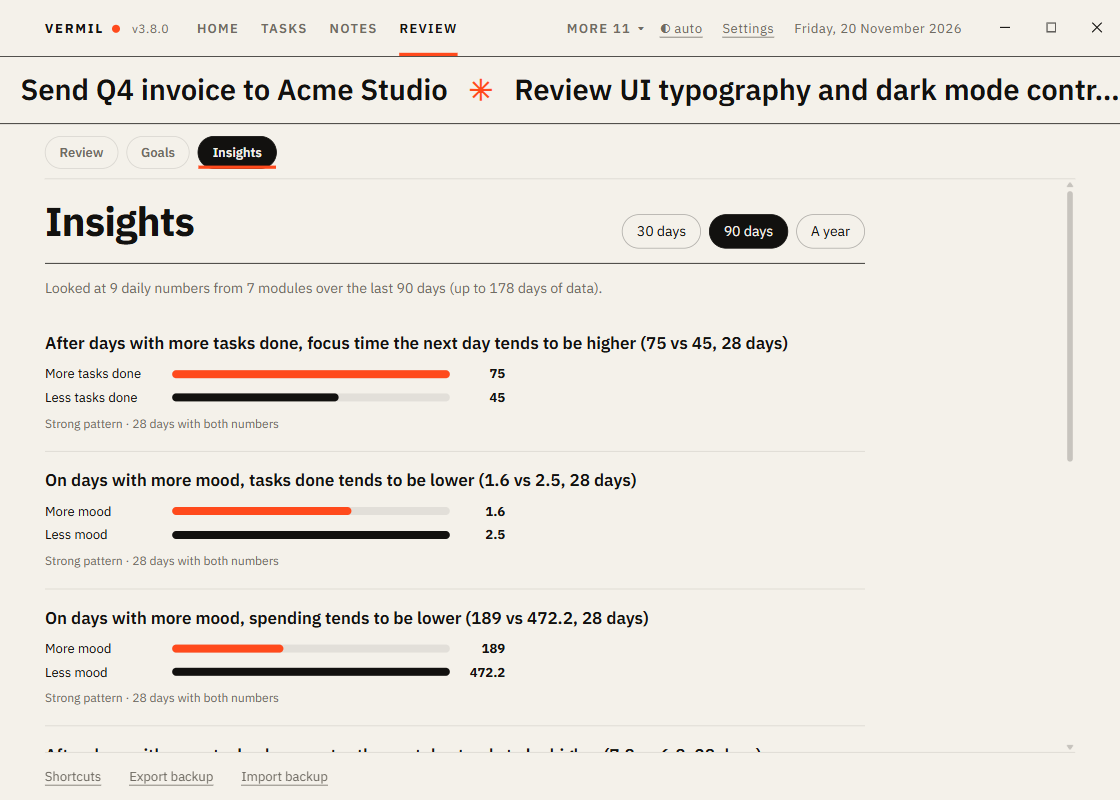 VERMIL v3.8.0 HOME TASKS NOTES REVIEW MORE 11 auto Settings Friday, 20 November 2026
Send Q4 invoice to Acme Studio Review UI typography and dark mode contr...
Review Goals Insights
Insights
30 days 90 days A year
Looked at 9 daily numbers from 7 modules over the last 90 days (up to 178 days of data).
After days with more tasks done, focus time the next day tends to be higher (75 vs 45, 28 days)
More tasks done 75
Less tasks done 45
Strong pattern · 28 days with both numbers
On days with more mood, tasks done tends to be lower (1.6 vs 2.5, 28 days)
More mood 1.6
Less mood 2.5
Strong pattern · 28 days with both numbers
On days with more mood, spending tends to be lower (189 vs 472.2, 28 days)
More mood 189
Less mood 472.2
Strong pattern · 28 days with both numbers
Shortcuts Export backup Import backup